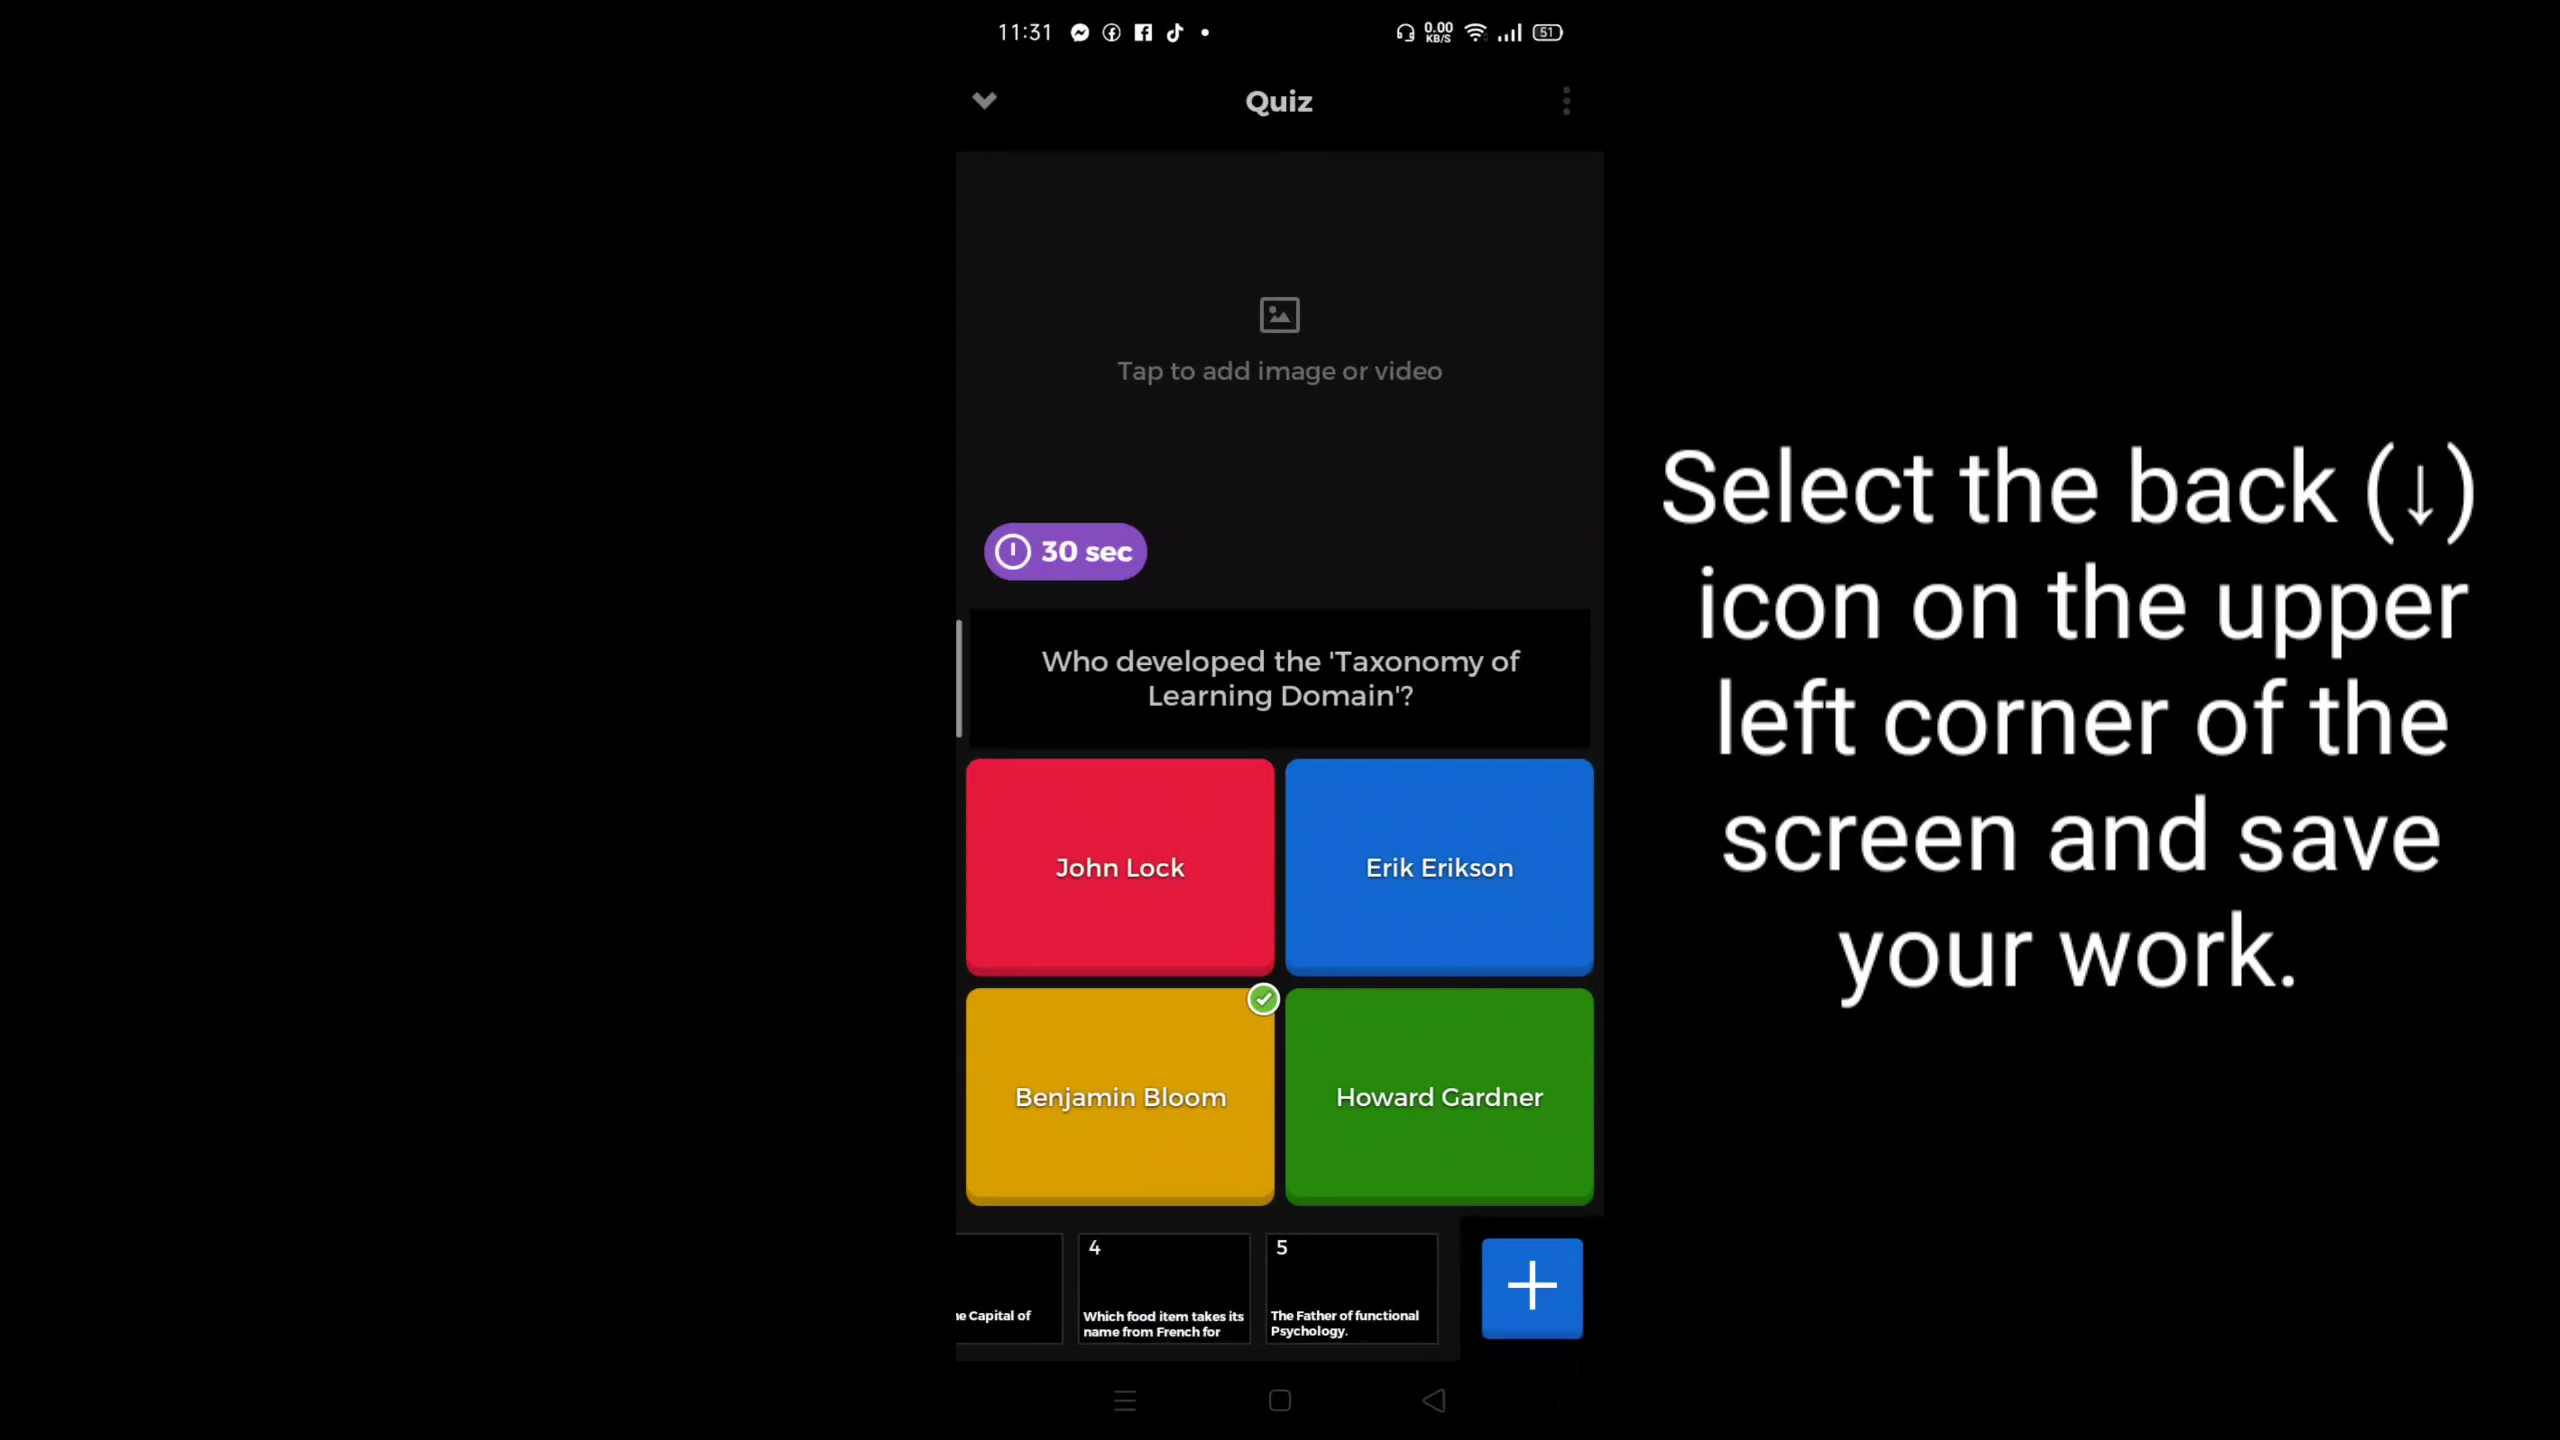 11:31
0.00
KB/S
51
Quiz
Tap to add image or video
30 sec
Who developed the 'Taxonomy of
Learning Domain'?
John Lock
Erik Erikson
Benjamin Bloom
Howard Gardner
he Capital of
4
Which food item takes its
name from French for
5
The Father of functional
Psychology.
Select the back (↓)
icon on the upper
left corner of the
screen and save
your work.